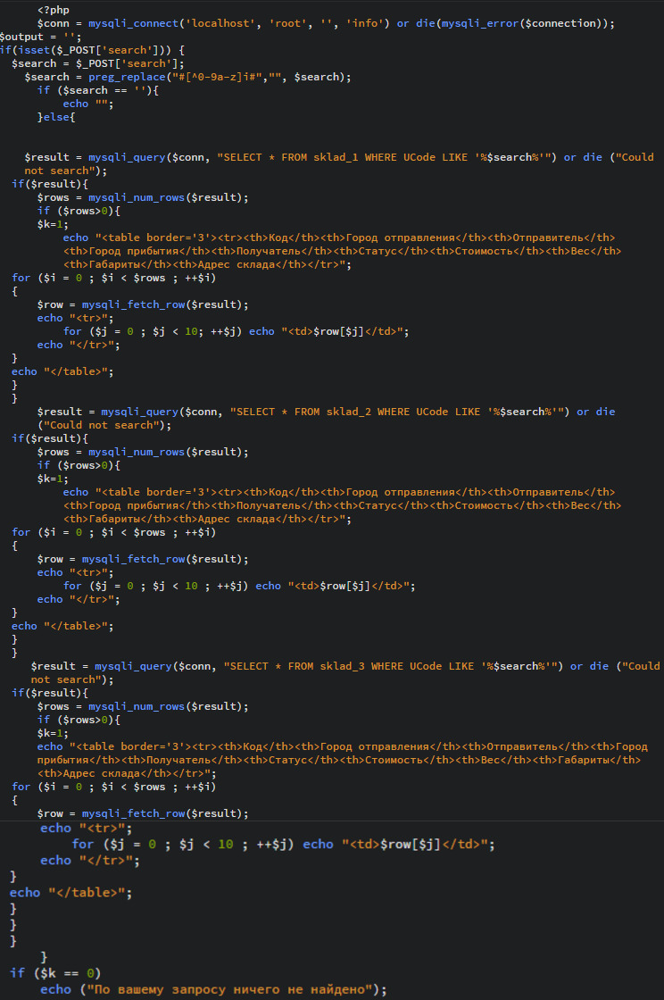 <?php
$conn = mysqli_connect('localhost', 'root', '', 'info') or die(mysqli_error($connection));
$output = '';
if(isset($_POST['search'])) {
$search = $_POST['search'];
$search = preg_replace("#[^0-9a-z]i#","", $search);
if ($search == ''){
echo "";
}else{
$result = mysqli_query($conn, "SELECT * FROM sklad_1 WHERE UCode LIKE '%$search%'") or die ("Could
not search");
if($result){
$rows = mysqli_num_rows($result);
if ($rows>0){
$k=1;
echo "<table border='3'><tr><th>Код</th><th>Город отправления</th><th>Отправитель</th>
<th>Город прибытия</th><th>Получатель</th><th>Статус</th><th>Стоимость</th><th>Вес</th>
<th>Габариты</th><th>Адрес склада</th></tr>";
for ($i = 0 ; $i < $rows ; ++$i)
{
$row = mysqli_fetch_row($result);
echo "<tr>";
for ($j = 0 ; $j < 10; ++$j) echo "<td>$row[$j]</td>";
echo "</tr>";
}
echo "</table>";
}
}
$result = mysqli_query($conn, "SELECT * FROM sklad_2 WHERE UCode LIKE '%$search%'") or die
("Could not search");
if($result){
$rows = mysqli_num_rows($result);
if ($rows>0){
$k=1;
echo "<table border='3'><tr><th>Код</th><th>Город отправления</th><th>Отправитель</th>
<th>Город прибытия</th><th>Получатель</th><th>Статус</th><th>Стоимость</th><th>Вес</th>
<th>Габариты</th><th>Адрес склада</th></tr>";
for ($i = 0 ; $i < $rows ; ++$i)
{
$row = mysqli_fetch_row($result);
echo "<tr>";
for ($j = 0 ; $j < 10 ; ++$j) echo "<td>$row[$j]</td>";
echo "</tr>";
}
echo "</table>";
}
}
$result = mysqli_query($conn, "SELECT * FROM sklad_3 WHERE UCode LIKE '%$search%'") or die ("Could
not search");
if($result){
$rows = mysqli_num_rows($result);
if ($rows>0){
$k=1;
echo "<table border='3'><tr><th>Код</th><th>Город отправления</th><th>Отправитель</th><th>Город
прибытия</th><th>Получатель</th><th>Статус</th><th>Стоимость</th><th>Вес</th><th>Габариты</th>
<th>Адрес склада</th></tr>";
for ($i = 0 ; $i < $rows ; ++$i)
{
$row = mysqli_fetch_row($result);
echo "<tr>";
for ($j = 0 ; $j < 10 ; ++$j) echo "<td>$row[$j]</td>";
echo "</tr>";
}
echo "</table>";
}
}
}
}
if ($k == 0)
echo ("По вашему запросу ничего не найдено");